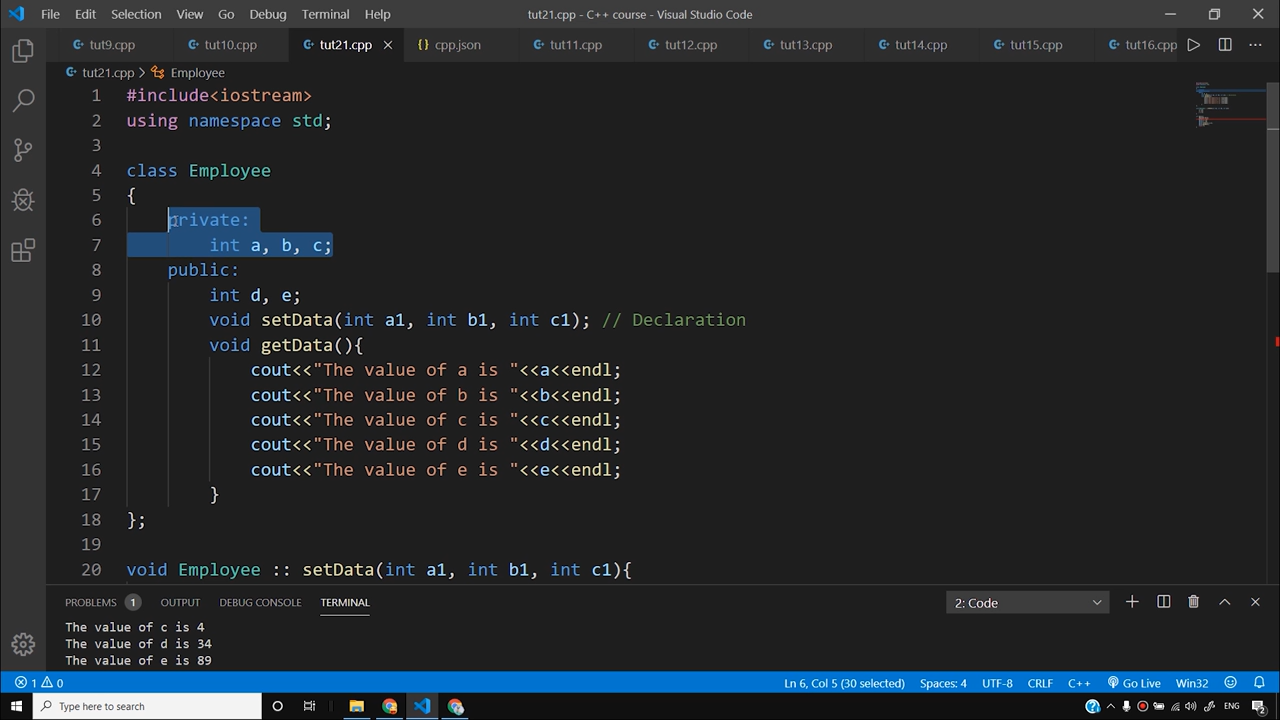 File Edit Selection View Go Debug Terminal Help tut21.cpp - C++ course - Visual Studio Code
tut9.cpp tut10.cpp tut21.cpp cpp.json tut11.cpp tut12.cpp tut13.cpp tut14.cpp tut15.cpp tut16.cpp
tut21.cpp > Employee
1 #include<iostream>
2 using namespace std;
3
4 class Employee
5 {
6 private:
7 int a, b, c;
8 public:
9 int d, e;
10 void setData(int a1, int b1, int c1); // Declaration
11 void getData(){
12 cout<<"The value of a is "<<a<<endl;
13 cout<<"The value of b is "<<b<<endl;
14 cout<<"The value of c is "<<c<<endl;
15 cout<<"The value of d is "<<d<<endl;
16 cout<<"The value of e is "<<e<<endl;
17 }
18 };
19
20 void Employee :: setData(int a1, int b1, int c1){
PROBLEMS 1 OUTPUT DEBUG CONSOLE TERMINAL 2: Code
The value of c is 4
The value of d is 34
The value of e is 89
1 0 Ln 6, Col 5 (30 selected) Spaces: 4 UTF-8 CRLF C++ Go Live Win32
Type here to search ENG 2